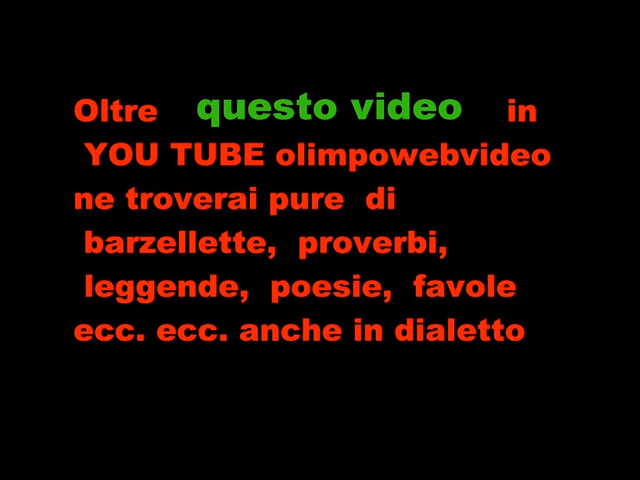 Oltre questo video in
YOU TUBE olimpowebvideo
ne troverai pure di
barzellette, proverbi,
leggende, poesie, favole
ecc. ecc. anche in dialetto